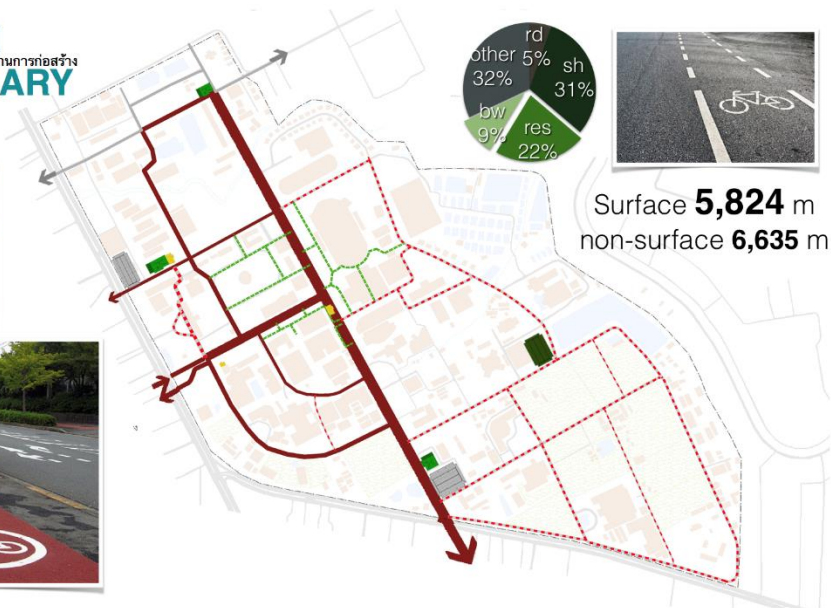 านการก่อสร้าง
ARY
rd
5%
other
32%
sh
31%
bw
9%
res
22%
Surface 5,824 m
non-surface 6,635 m